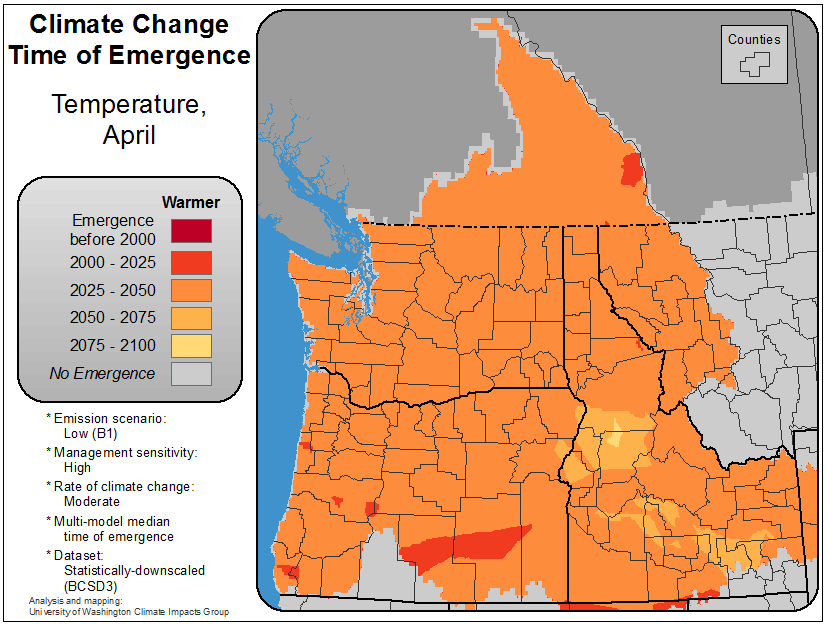 Climate Change
Time of Emergence
Temperature,
April
Counties
Warmer
Emergence
before 2000
2000 - 2025
2025 - 2050
2050 - 2075
2075 - 2100
No Emergence
* Emission scenario:
Low (B1)
* Management sensitivity:
High
* Rate of climate change:
Moderate
* Multi-model median
time of emergence
* Dataset:
Statistically-downscaled
(BCSD3)
Analysis and mapping:
University of Washington Climate Impacts Group